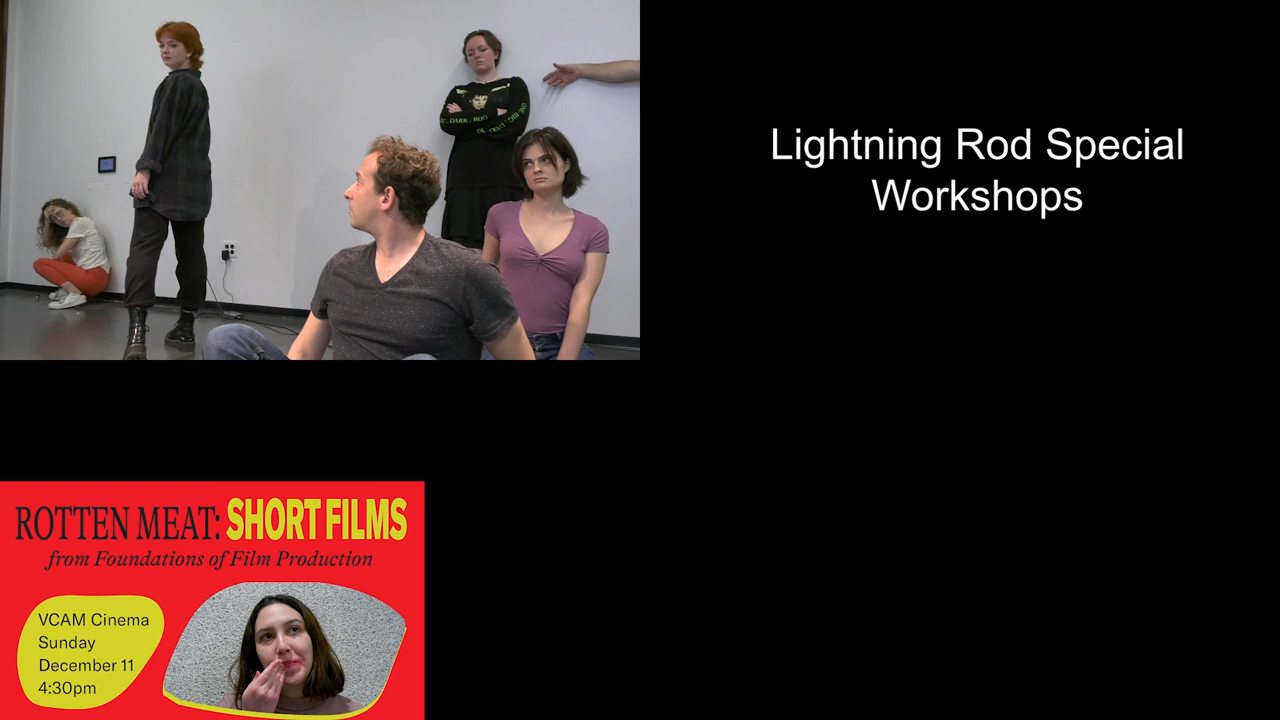 Lightning Rod Special
Workshops
ROTTEN MEAT: SHORT FILMS
from Foundations of Film Production
VCAM Cinema
Sunday
December 11
4:30pm